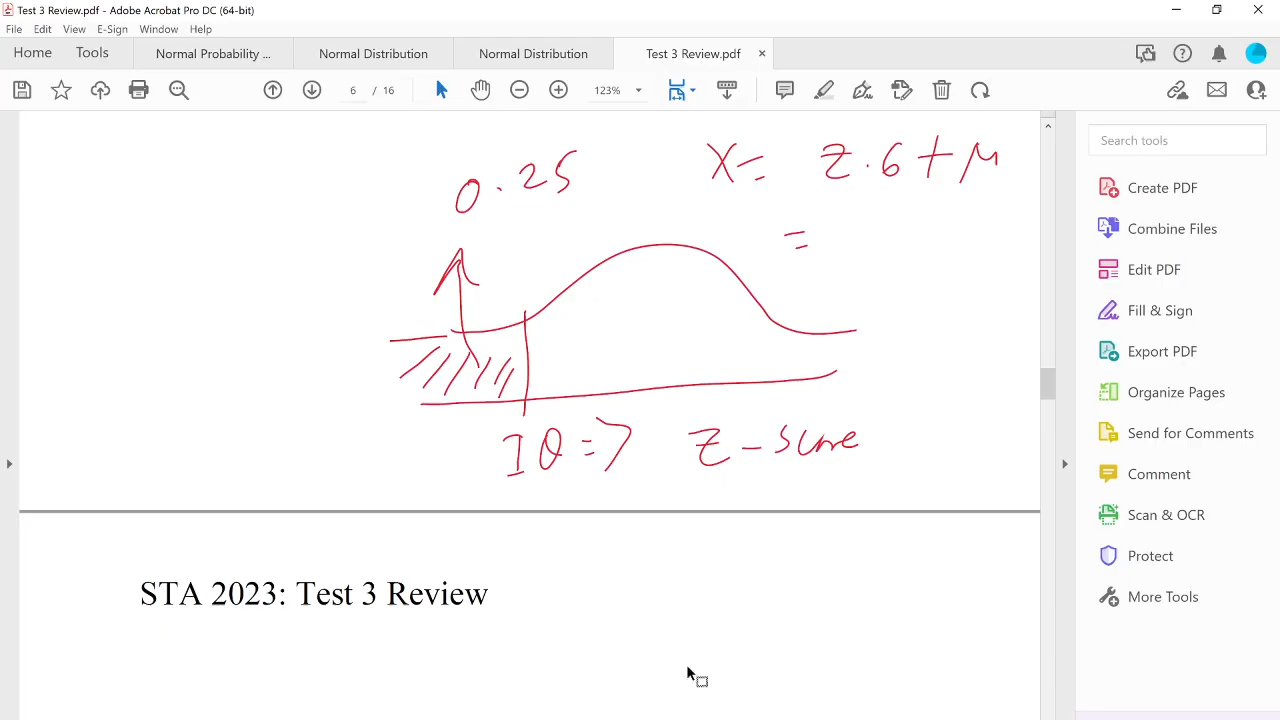 Test 3 Review.pdf - Adobe Acrobat Pro DC (64-bit)
File Edit View E-Sign Window Help
Home Tools Normal Probability ... Normal Distribution Normal Distribution Test 3 Review.pdf
6 / 16 123%
Search tools
Create PDF
Combine Files
Edit PDF
Fill & Sign
Export PDF
Organize Pages
Send for Comments
Comment
Scan & OCR
Protect
More Tools
0.25
X = Z . 6 + μ
=
IQ => Z - score
STA 2023: Test 3 Review